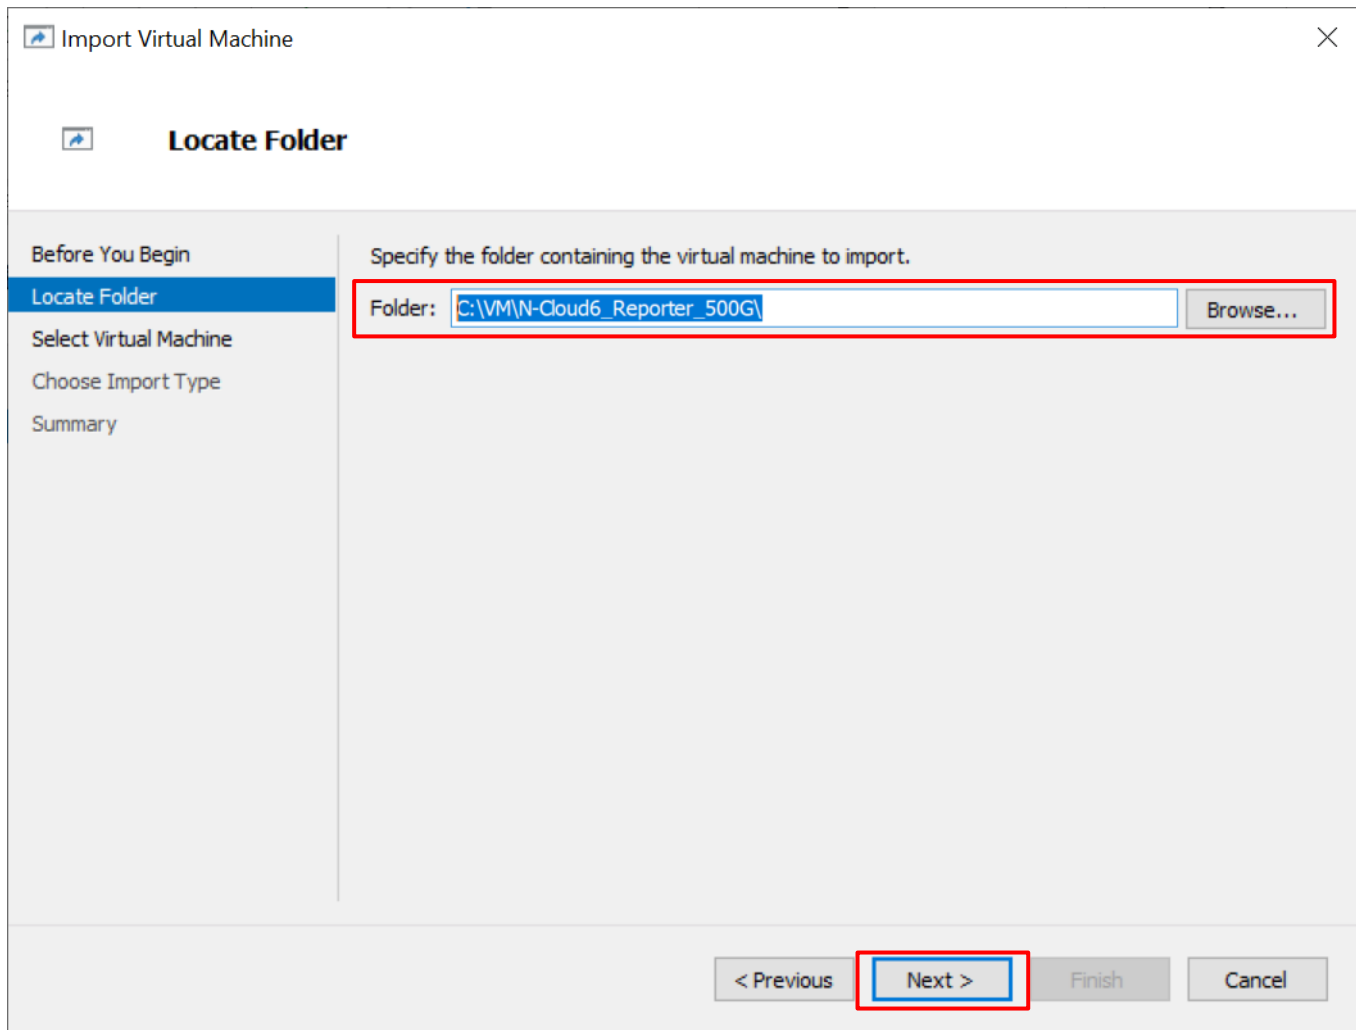 Import Virtual Machine
Locate Folder
Before You Begin
Locate Folder
Select Virtual Machine
Choose Import Type
Summary
Specify the folder containing the virtual machine to import.
Folder: C:\VM\N-Cloud6_Reporter_500G\ Browse...
< Previous Next > Finish Cancel